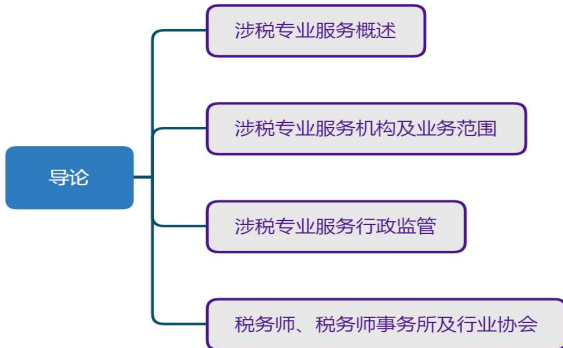 涉税专业服务概述
涉税专业服务机构及业务范围
导论
涉税专业服务行政监管
税务师、税务师事务所及行业协会